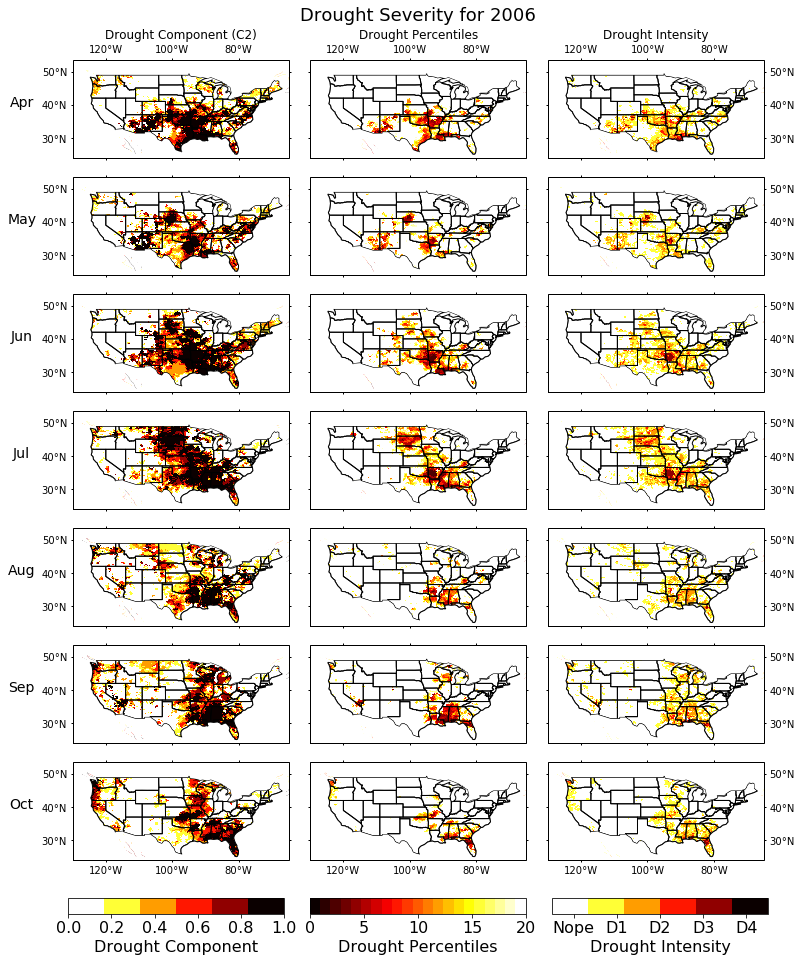 Drought Severity for 2006
Drought Component (C2) Drought Percentiles Drought Intensity
120°W 100°W 80°W 120°W 100°W 80°W 120°W 100°W 80°W
Apr 50°N 40°N 30°N 50°N 40°N 30°N
May 50°N 40°N 30°N 50°N 40°N 30°N
Jun 50°N 40°N 30°N 50°N 40°N 30°N
Jul 50°N 40°N 30°N 50°N 40°N 30°N
Aug 50°N 40°N 30°N 50°N 40°N 30°N
Sep 50°N 40°N 30°N 50°N 40°N 30°N
Oct 50°N 40°N 30°N 50°N 40°N 30°N
120°W 100°W 80°W 120°W 100°W 80°W 120°W 100°W 80°W
0.0 0.2 0.4 0.6 0.8 1.0 0 5 10 15 20 Nope D1 D2 D3 D4
Drought Component Drought Percentiles Drought Intensity